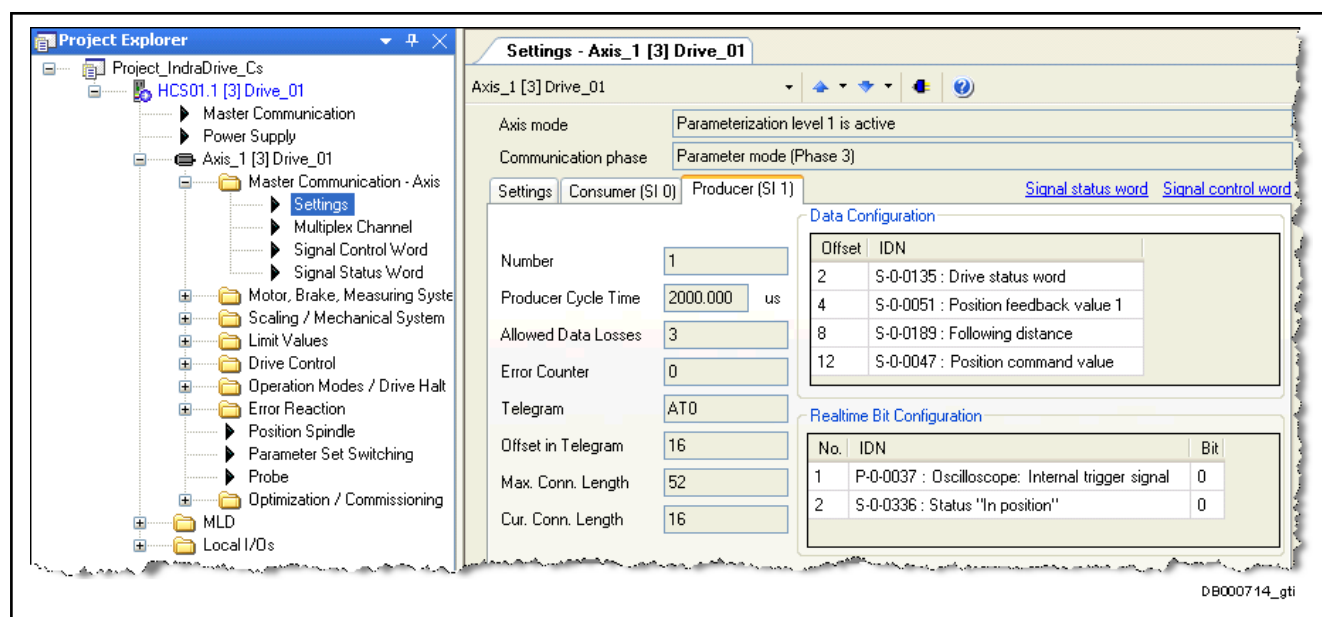 Project Explorer
Project_IndraDrive_Cs
HCS01.1 [3] Drive_01
Master Communication
Power Supply
Axis_1 [3] Drive_01
Master Communication - Axis
Settings
Multiplex Channel
Signal Control Word
Signal Status Word
Motor, Brake, Measuring Syste
Scaling / Mechanical System
Limit Values
Drive Control
Operation Modes / Drive Halt
Error Reaction
Position Spindle
Parameter Set Switching
Probe
Optimization / Commissioning
MLD
Local I/Os
Settings - Axis_1 [3] Drive_01
Axis_1 [3] Drive_01
Axis mode Parameterization level 1 is active
Communication phase Parameter mode (Phase 3)
Settings Consumer (SI 0) Producer (SI 1) Signal status word Signal control word
Number 1
Producer Cycle Time 2000.000 us
Allowed Data Losses 3
Error Counter 0
Telegram AT0
Offset in Telegram 16
Max. Conn. Length 52
Cur. Conn. Length 16
Data Configuration
Offset IDN
2 S-0-0135 : Drive status word
4 S-0-0051 : Position feedback value 1
8 S-0-0189 : Following distance
12 S-0-0047 : Position command value
Realtime Bit Configuration
No. IDN Bit
1 P-0-0037 : Oscilloscope: Internal trigger signal 0
2 S-0-0336 : Status "In position" 0
DB000714_gti